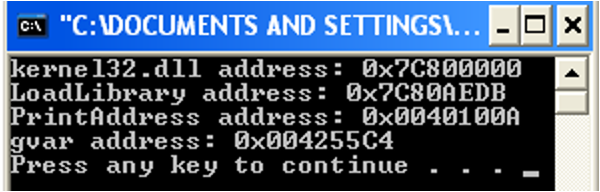 "C:\DOCUMENTS AND SETTINGS\...
kernel32.dll address: 0x7C800000
LoadLibrary address: 0x7C80AEDB
PrintAddress address: 0x0040100A
gvar address: 0x004255C4
Press any key to continue . . . _